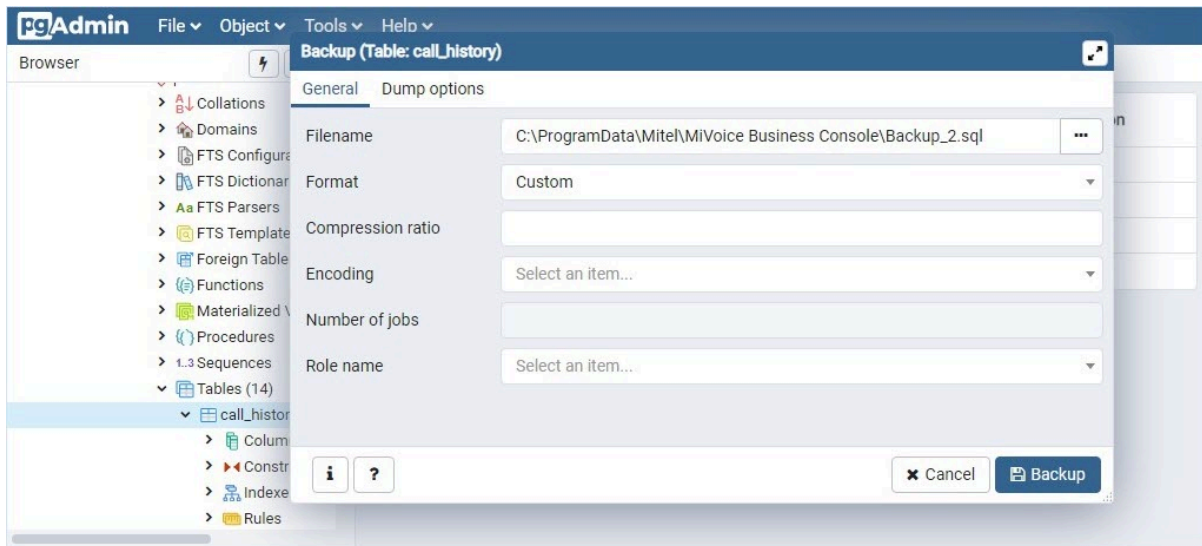 pgAdmin File Object Tools Help
Browser
Backup (Table: call_history)
General Dump options
Collations
Domains
FTS Configura
FTS Dictionar
Aa FTS Parsers
FTS Template
Foreign Table
Functions
Materialized V
Procedures
1..3 Sequences
Tables (14)
call_histor
Colum
Constr
Indexe
Rules
Filename C:\ProgramData\Mitel\MiVoice Business Console\Backup_2.sql ...
Format Custom
Compression ratio
Encoding Select an item...
Number of jobs
Role name Select an item...
i ? Cancel Backup
on